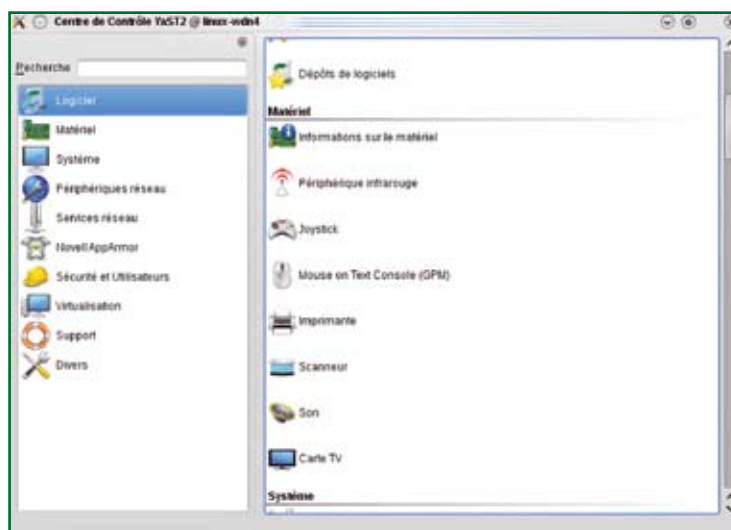 Centre de Contrôle YaST2 @ linux-wdn4
Recherche
Logiciel
Matériel
Système
Périphériques réseau
Services réseau
Novell AppArmor
Sécurité et Utilisateurs
Virtualisation
Support
Divers
Dépôts de logiciels
Matériel
Informations sur le matériel
Périphérique infrarouge
Joystick
Mouse en Text Console (GPM)
Imprimante
Scanneur
Son
Carte TV
Système